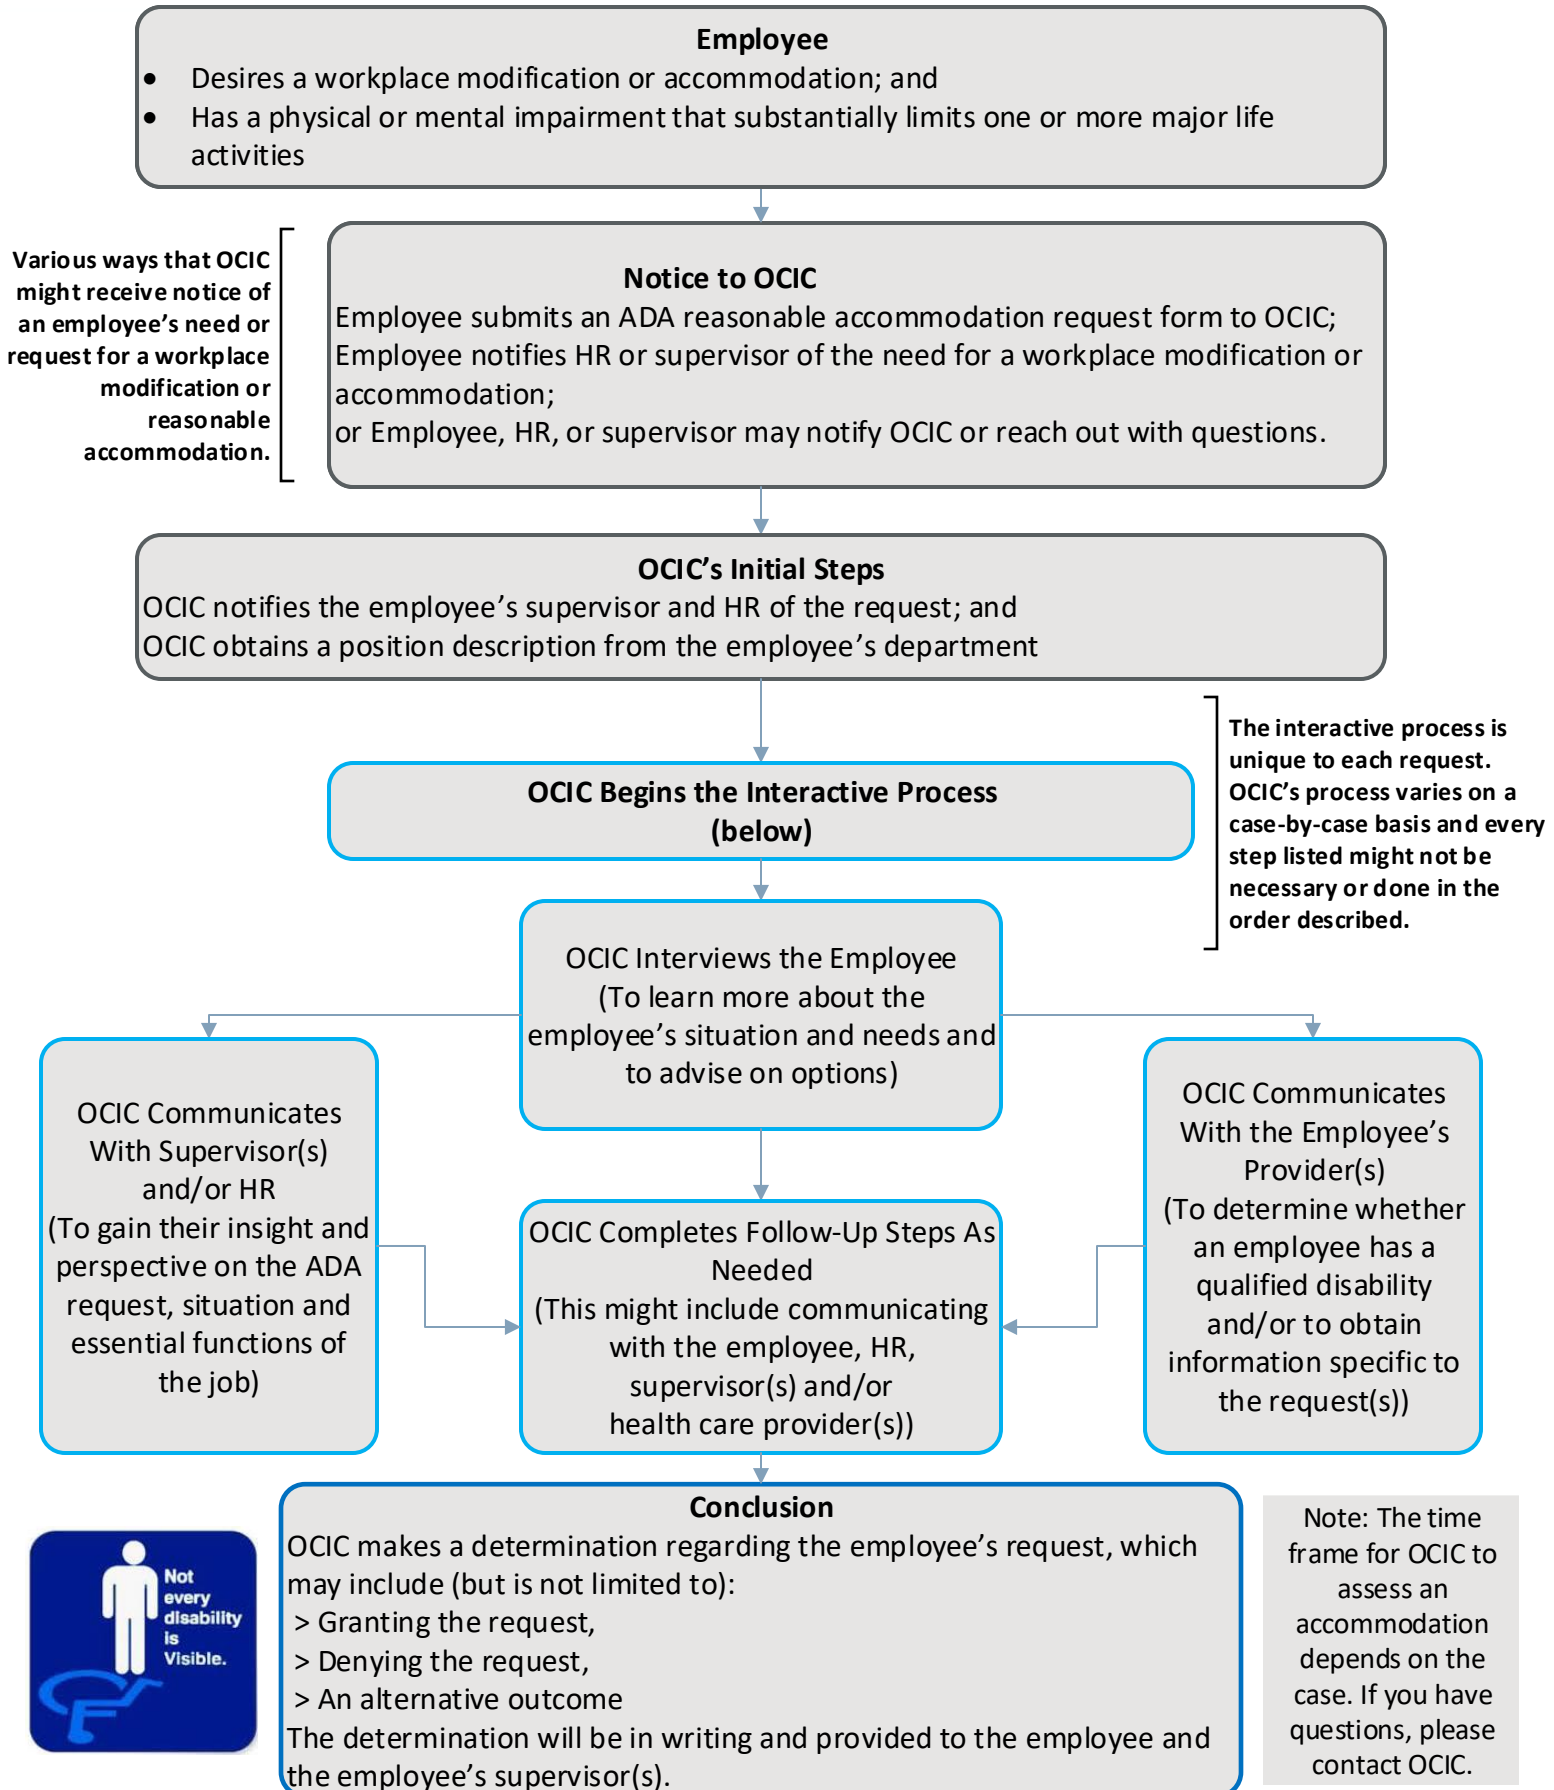 Employee
• Desires a workplace modification or accommodation; and
• Has a physical or mental impairment that substantially limits one or more major life
activities
Various ways that OCIC
might receive notice of
an employee’s need or
request for a workplace
modification or
reasonable
accommodation.
Notice to OCIC
Employee submits an ADA reasonable accommodation request form to OCIC;
Employee notifies HR or supervisor of the need for a workplace modification or
accommodation;
or Employee, HR, or supervisor may notify OCIC or reach out with questions.
OCIC’s Initial Steps
OCIC notifies the employee’s supervisor and HR of the request; and
OCIC obtains a position description from the employee’s department
The interactive process is
unique to each request.
OCIC’s process varies on a
case-by-case basis and every
step listed might not be
necessary or done in the
order described.
OCIC Begins the Interactive Process
(below)
OCIC Interviews the Employee
(To learn more about the
employee’s situation and needs and
to advise on options)
OCIC Communicates
With Supervisor(s)
and/or HR
(To gain their insight and
perspective on the ADA
request, situation and
essential functions of
the job)
OCIC Completes Follow-Up Steps As
Needed
(This might include communicating
with the employee, HR,
supervisor(s) and/or
health care provider(s))
OCIC Communicates
With the Employee’s
Provider(s)
(To determine whether
an employee has a
qualified disability
and/or to obtain
information specific to
the request(s))
Not
every
disability
is
Visible.
Conclusion
OCIC makes a determination regarding the employee’s request, which
may include (but is not limited to):
> Granting the request,
> Denying the request,
> An alternative outcome
The determination will be in writing and provided to the employee and
the employee’s supervisor(s).
Note: The time
frame for OCIC to
assess an
accommodation
depends on the
case. If you have
questions, please
contact OCIC.